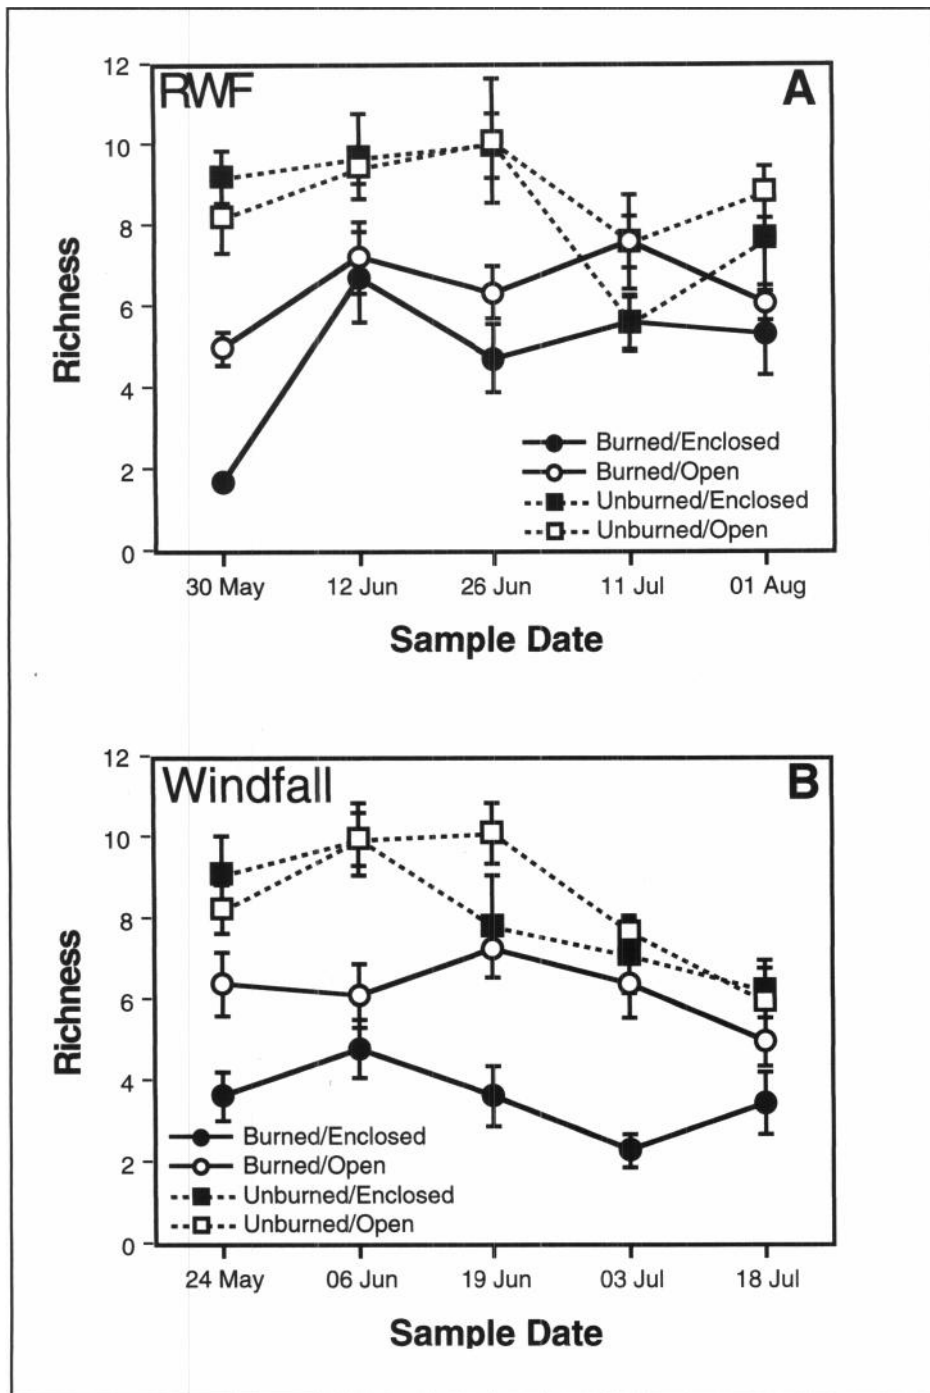 RWF
A
12
10
8
6
4
2
0
Richness
Burned/Enclosed
Burned/Open
Unburned/Enclosed
Unburned/Open
30 May 12 Jun 26 Jun 11 Jul 01 Aug
Sample Date
Windfall
B
12
10
8
6
4
2
0
Richness
Burned/Enclosed
Burned/Open
Unburned/Enclosed
Unburned/Open
24 May 06 Jun 19 Jun 03 Jul 18 Jul
Sample Date